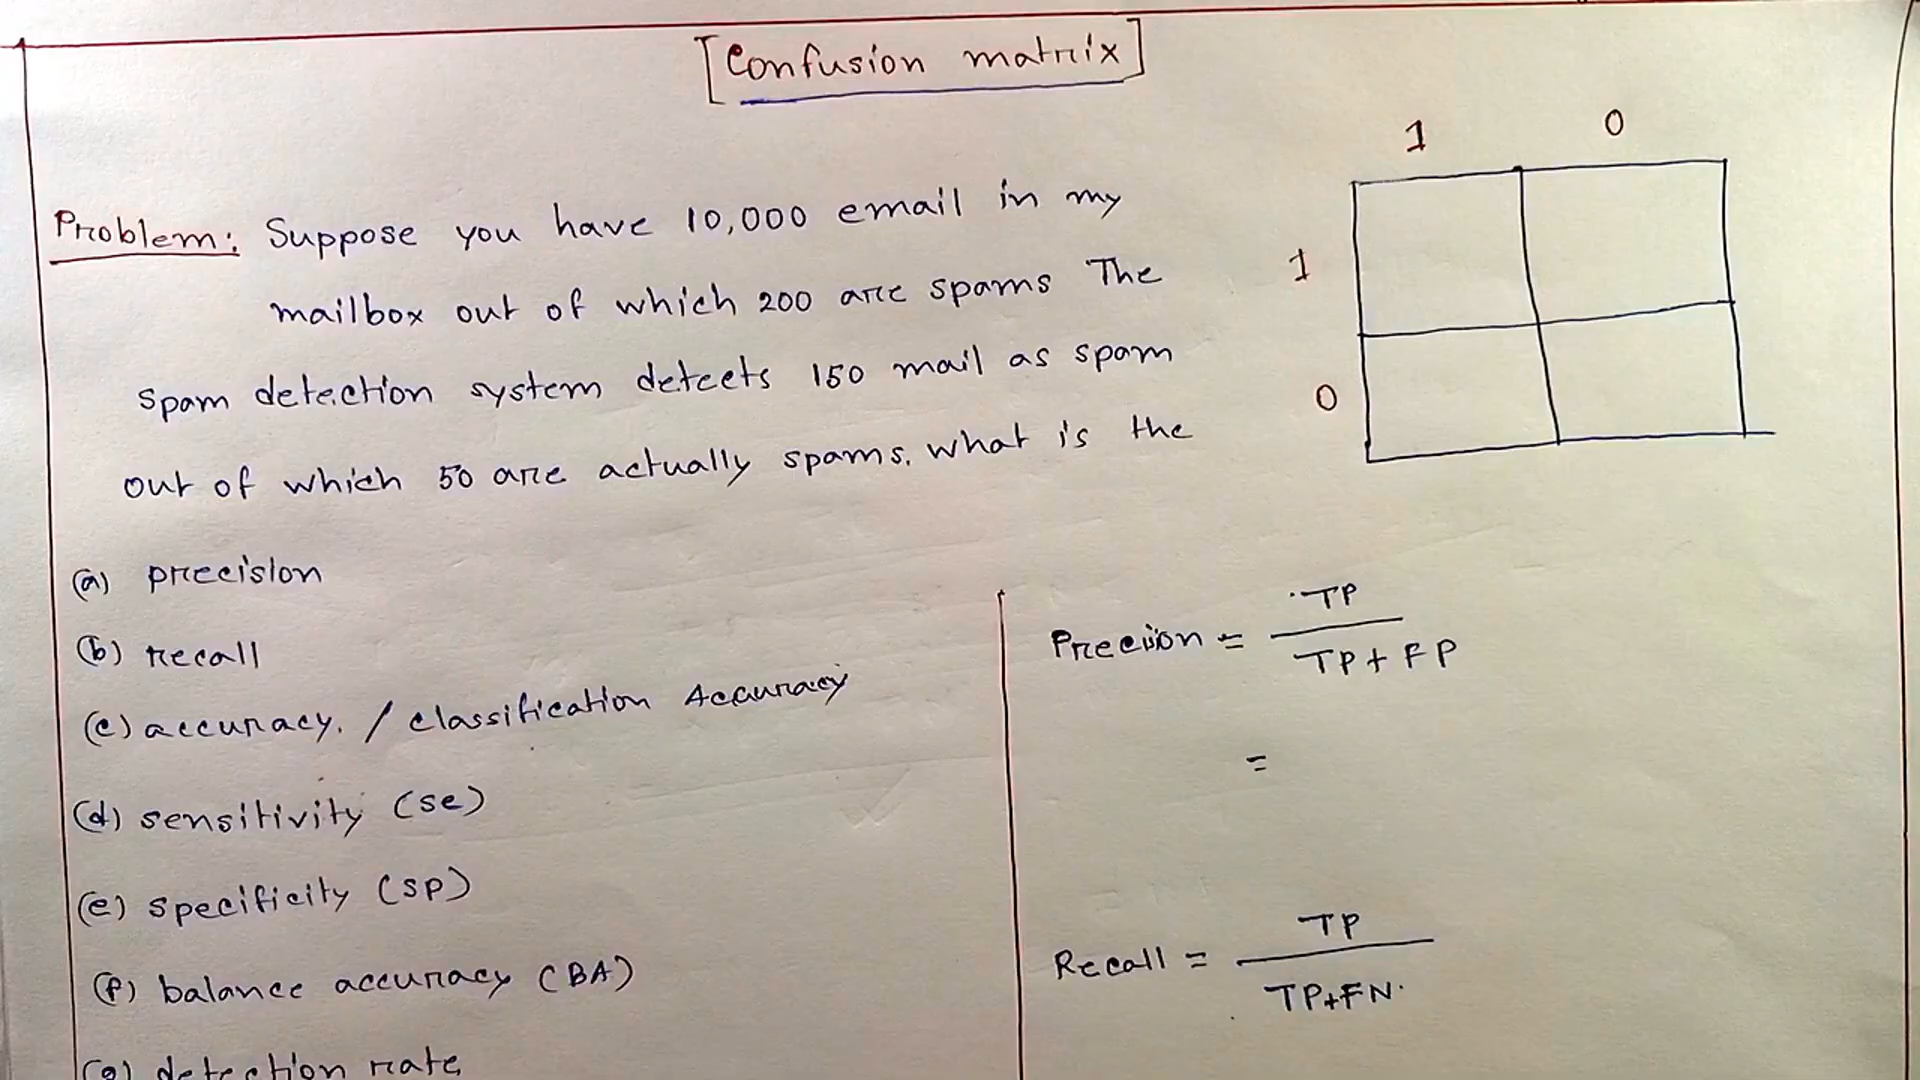 [Confusion matrix]
1 0
Problem: Suppose you have 10,000 email in my
mailbox out of which 200 are spams The
1
spam detection system detects 150 mail as spam
0
out of which 50 are actually spams. what is the
(a) precision
(b) recall
(c) accuracy. / classification Accuracy
(d) sensitivity (se)
(e) specificity (sp)
(f) balance accuracy (BA)
(g) detection rate
Precision = TP
TP + FP
=
Recall = TP
TP+FN.